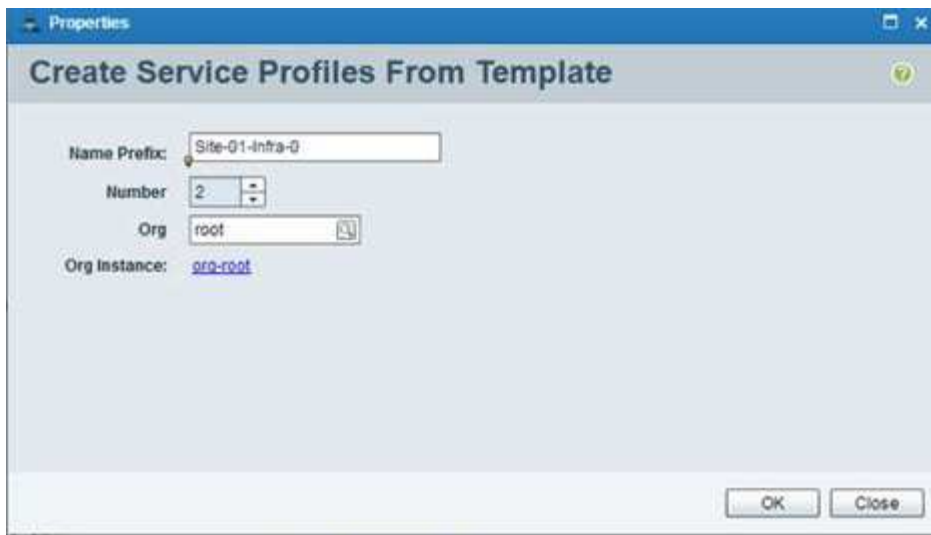 Properties
Create Service Profiles From Template
Name Prefix: Site-01-Infra-0
Number 2
Org root
Org Instance: org-root
OK Close